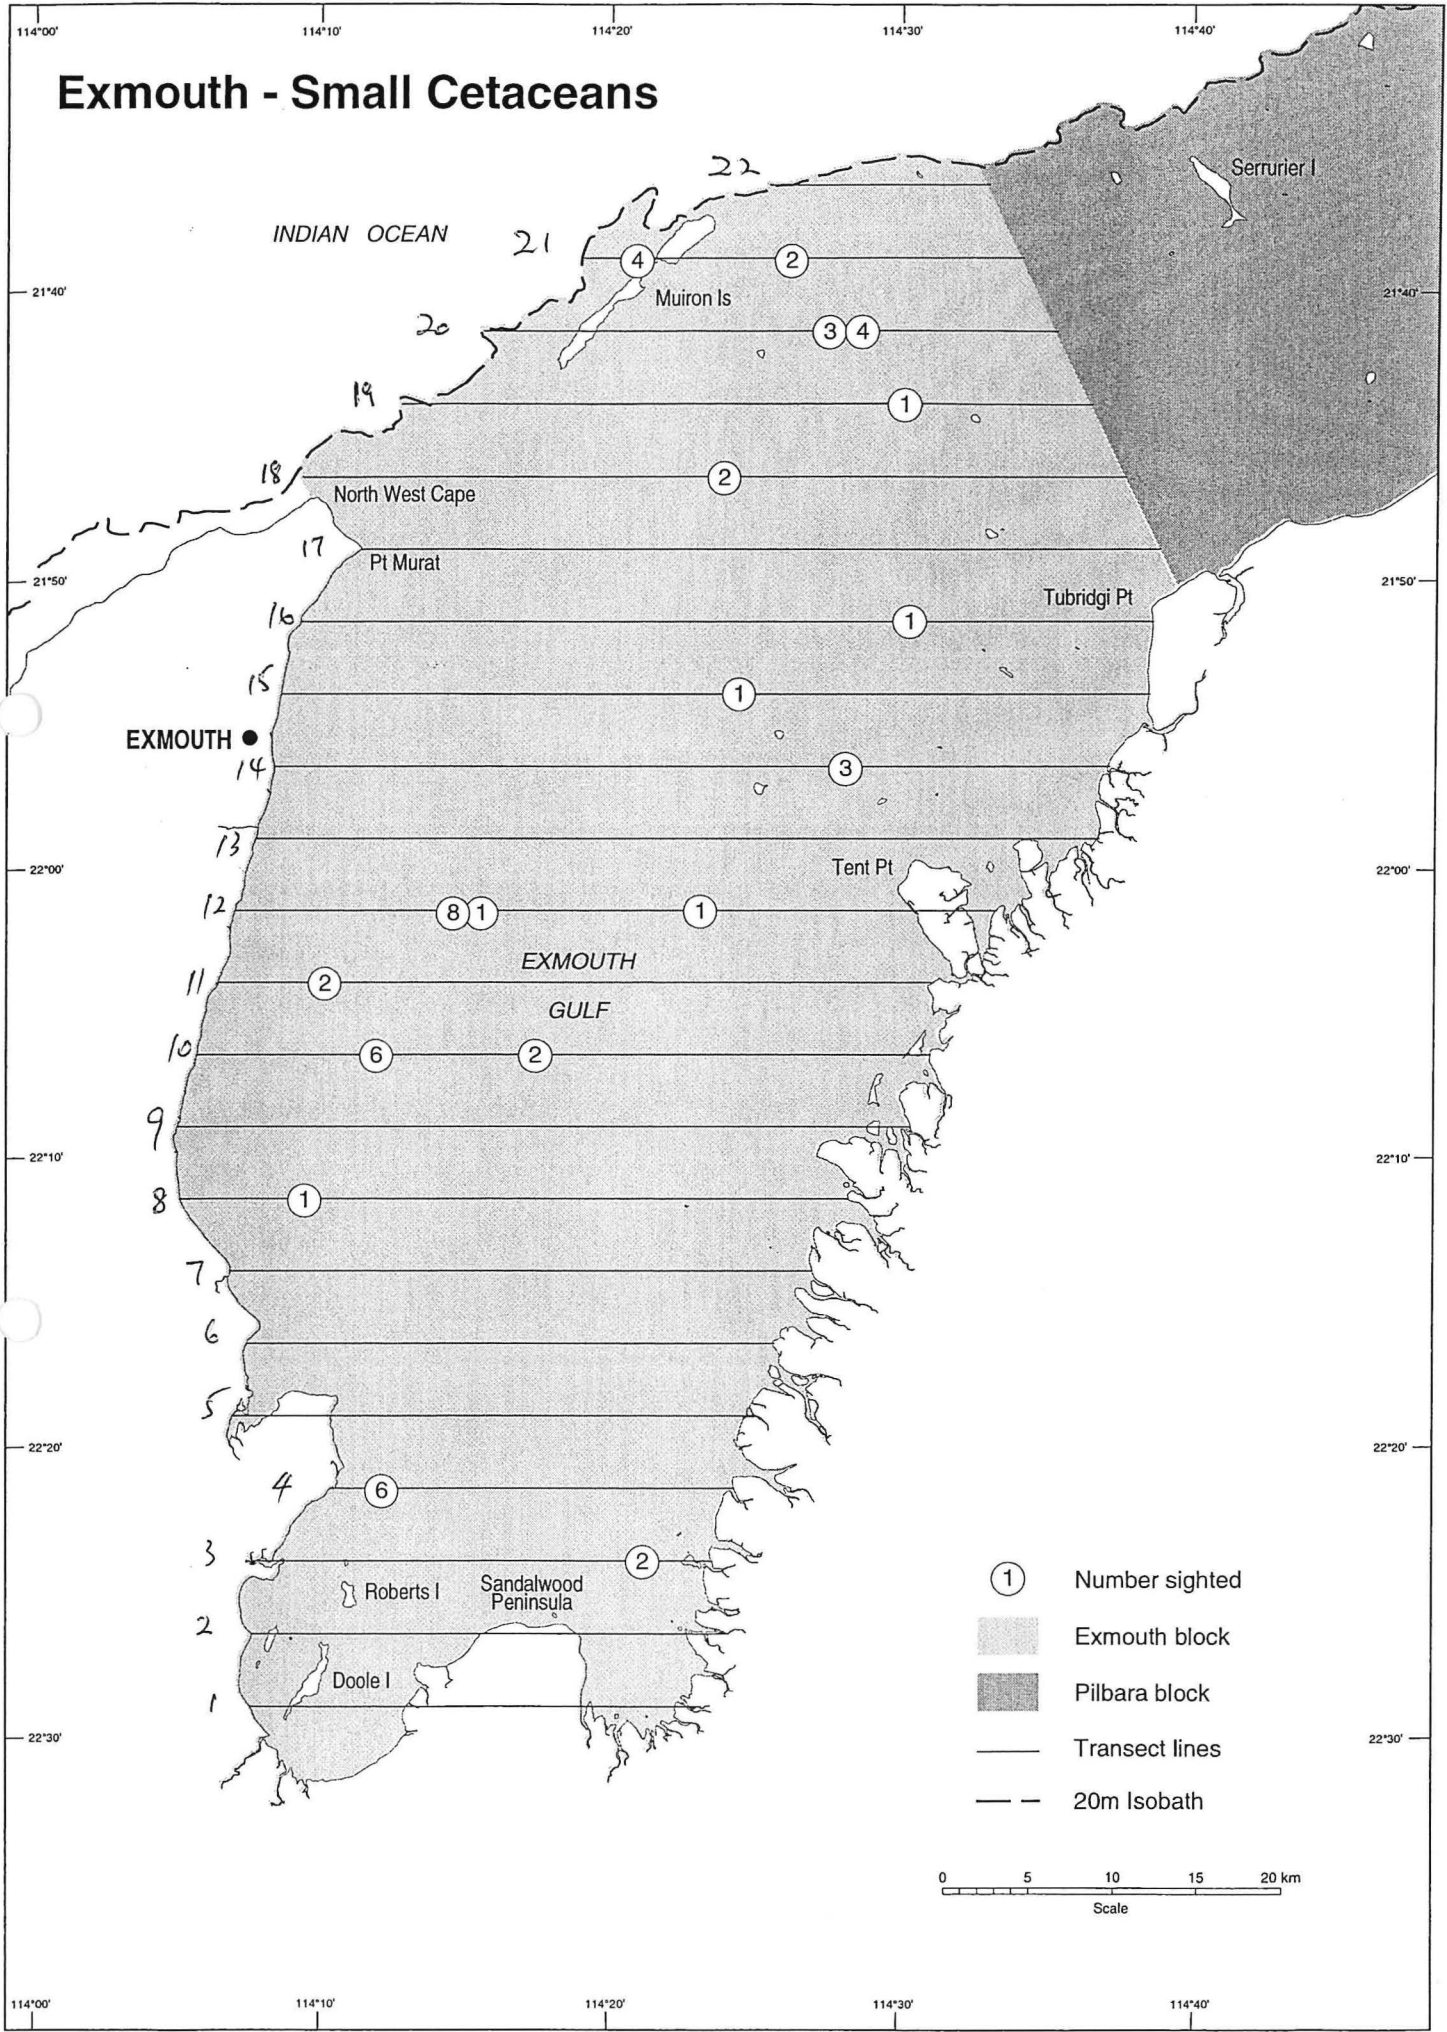 114°00' 114°10' 114°20' 114°30' 114°40'
Exmouth - Small Cetaceans
22
Serrurier I
INDIAN OCEAN
21
4 2
21°40' 21°40'
Muiron Is
20
3 4
19
1
18
2
North West Cape
17
Pt Murat
21°50' 21°50'
Tubridgi Pt
16
1
15
1
EXMOUTH
14
3
13
Tent Pt
22°00' 22°00'
12
8 1 1
EXMOUTH
11
2
GULF
10
6 2
9
22°10' 22°10'
8
1
7
6
5
22°20' 22°20'
4
6
3
2
Roberts I
Sandalwood
Peninsula
2
Doole I
1
22°30' 22°30'
1 Number sighted
Exmouth block
Pilbara block
Transect lines
20m Isobath
0 5 10 15 20 km
Scale
114°00' 114°10' 114°20' 114°30' 114°40'